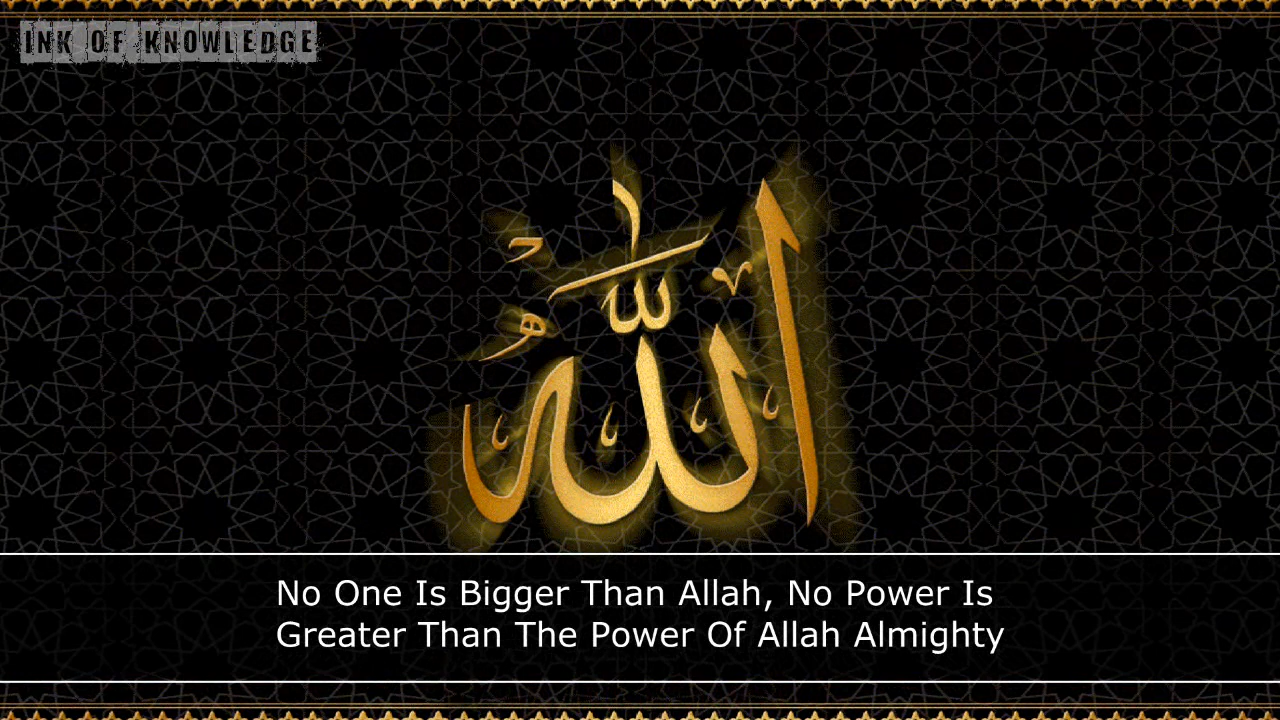 INK OF KNOWLEDGE
الله
No One Is Bigger Than Allah, No Power Is
Greater Than The Power Of Allah Almighty